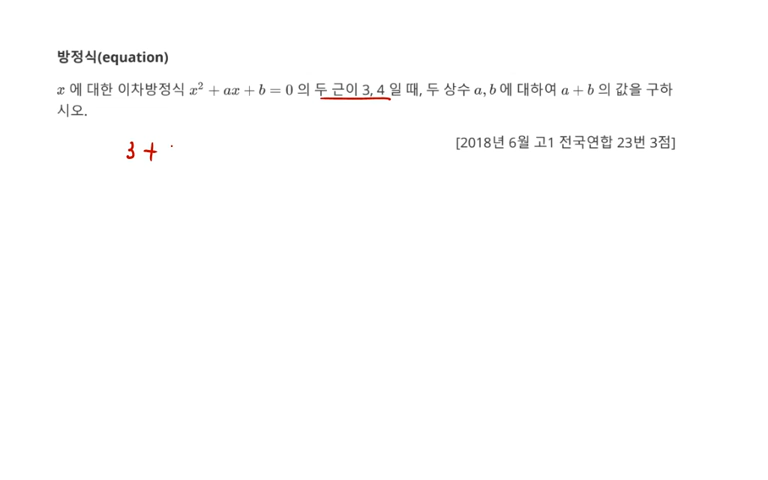 방정식(equation)
x 에 대한 이차방정식 x² + ax + b = 0 의 두 근이 3, 4 일 때, 두 상수 a, b 에 대하여 a + b 의 값을 구하
시오.
[2018년 6월 고1 전국연합 23번 3점]
3 +